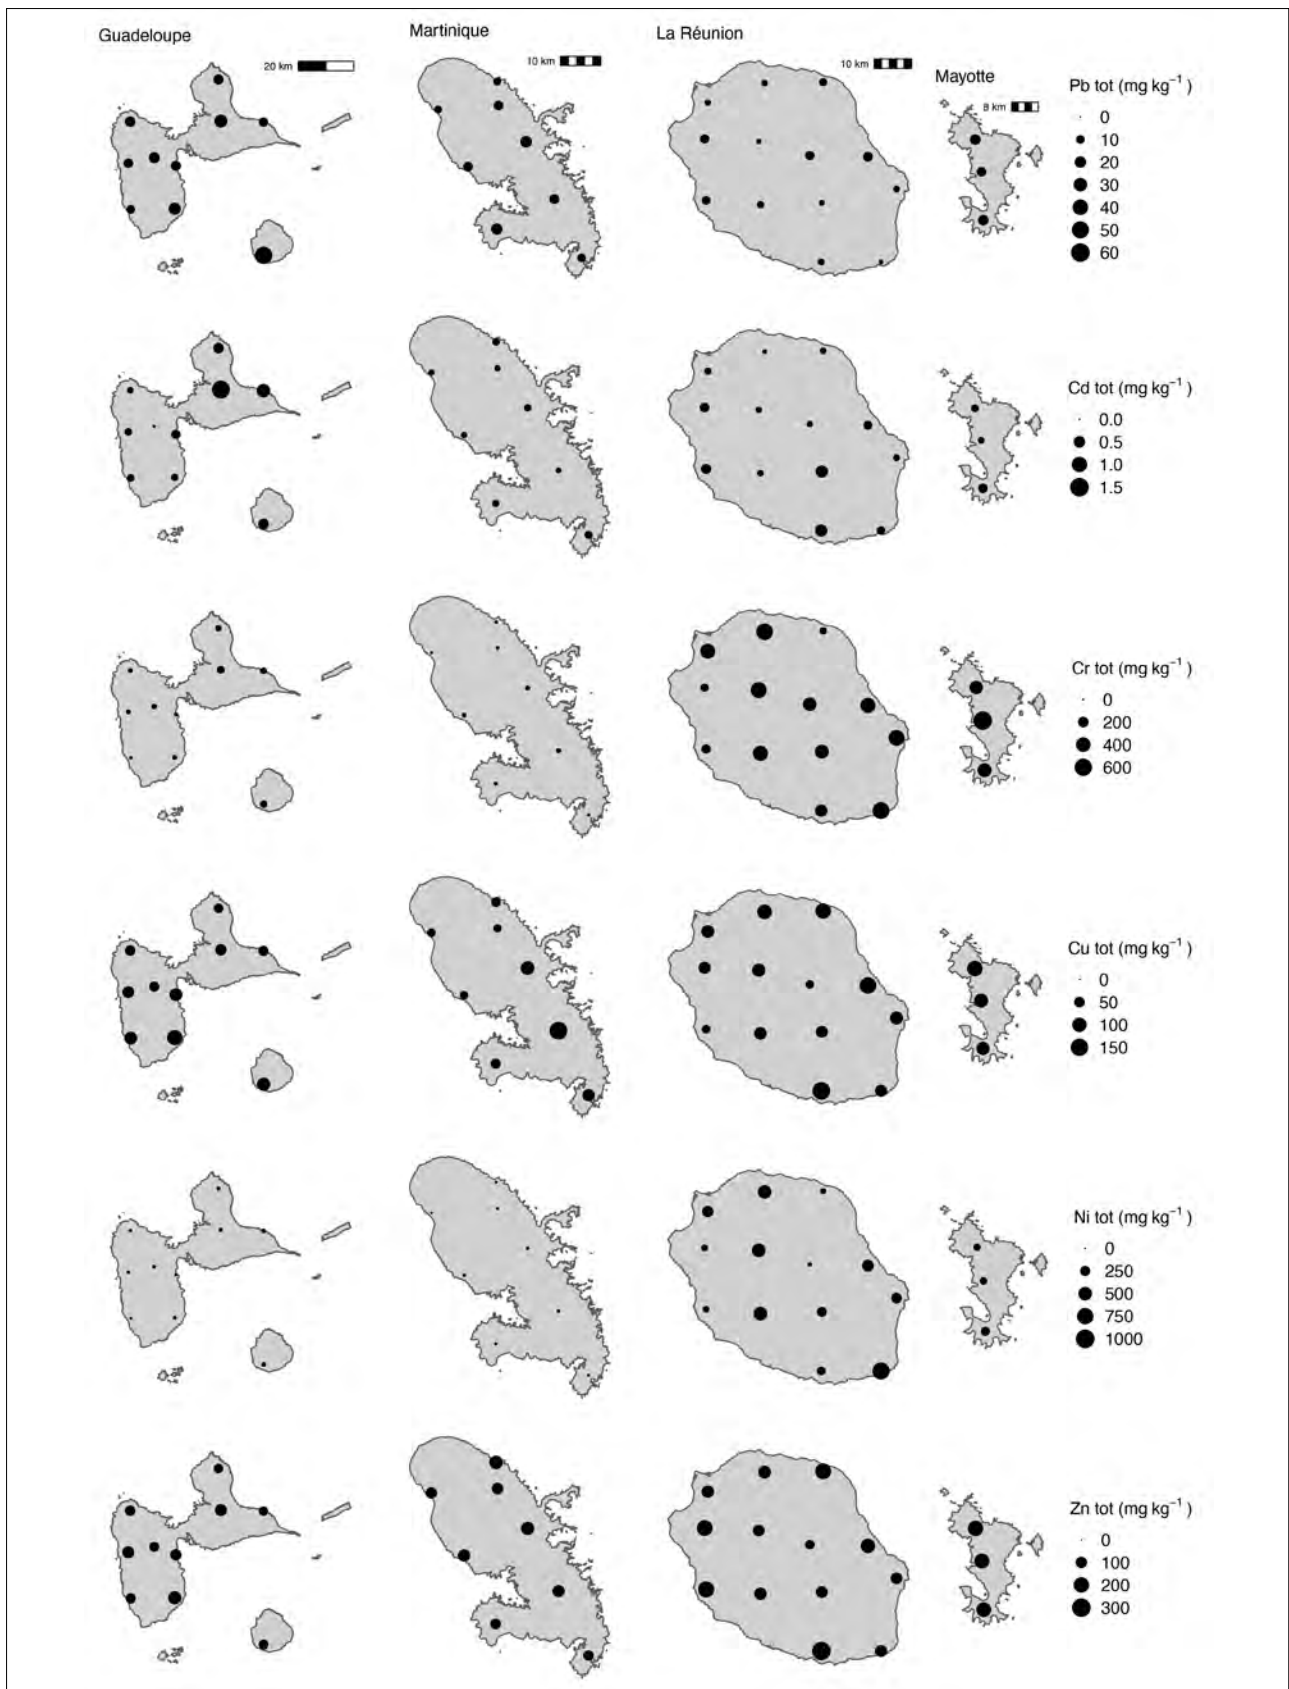 Guadeloupe
Martinique
La Réunion
20 km
10 km
10 km
Mayotte
8 km
Pb tot (mg kg⁻¹ )
0
10
20
30
40
50
60
Cd tot (mg kg⁻¹ )
0.0
0.5
1.0
1.5
Cr tot (mg kg⁻¹ )
0
200
400
600
Cu tot (mg kg⁻¹ )
0
50
100
150
Ni tot (mg kg⁻¹ )
0
250
500
750
1000
Zn tot (mg kg⁻¹ )
0
100
200
300